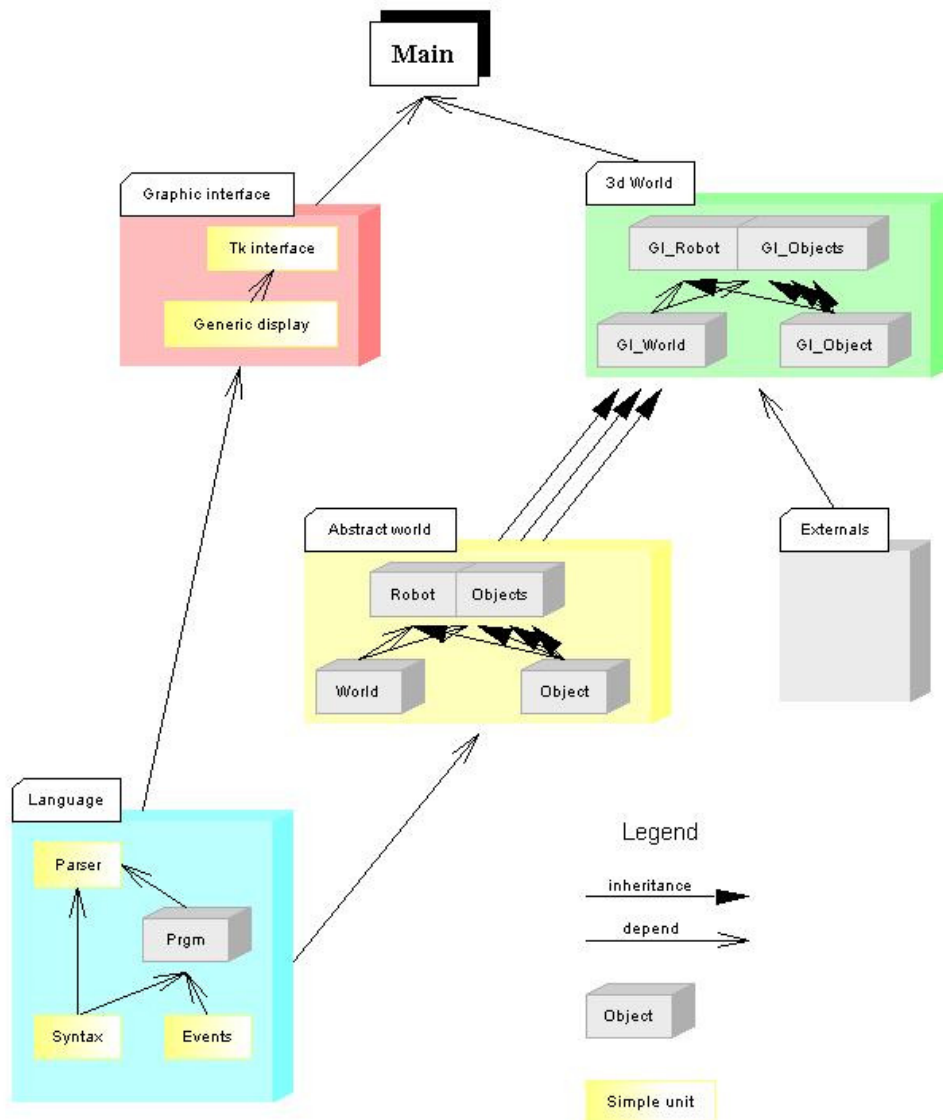 Main
Graphic interface
3d World
Tk interface
GI_Robot
GI_Objects
Generic display
GI_World
GI_Object
Abstract world
Externals
Robot
Objects
World
Object
Language
Legend
Parser
inheritance
depend
Prgm
Object
Syntax
Events
Simple unit